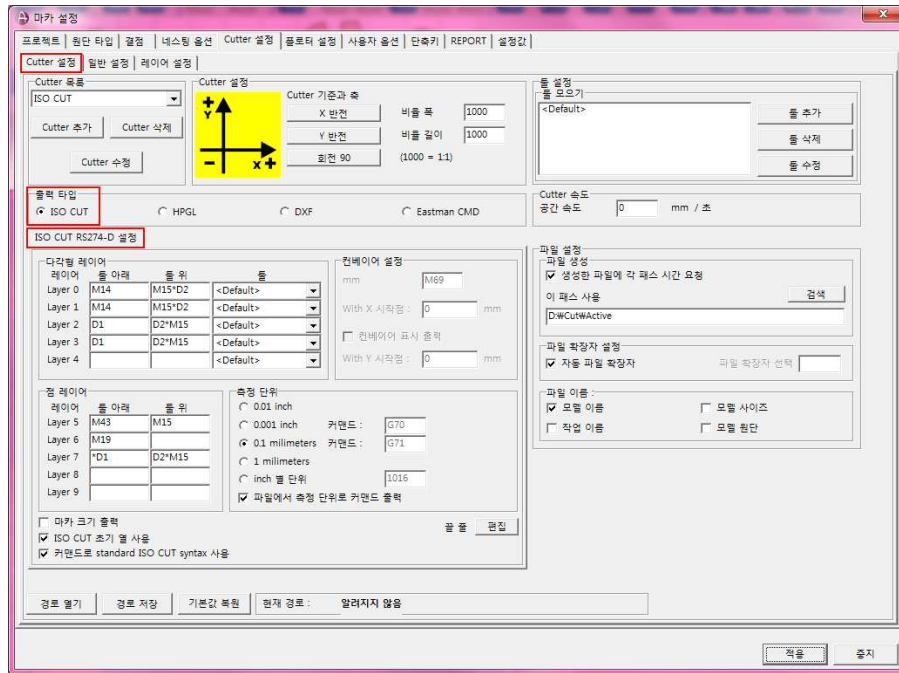 마카 설정
프로젝트 원단 타입 결점 네스팅 옵션 Cutter 설정 플로터 설정 사용자 옵션 단축키 REPORT 설정값
Cutter 설정 일반 설정 레이어 설정
Cutter 목록
ISO CUT
Cutter 추가 Cutter 삭제
Cutter 수정
Cutter 설정
+
Y
- X +
Cutter 기준과 축
X 반전 비율 폭 1000
Y 반전 비율 길이 1000
회전 90 (1000 = 1:1)
툴 설정
툴 모으기
<Default>
툴 추가
툴 삭제
툴 수정
출력 타입
ISO CUT HPGL DXF Eastman CMD
Cutter 속도
공간 속도 0 mm / 초
ISO CUT RS274-D 설정
다각형 레이어
레이어 툴 아래 툴 위 툴
Layer 0 M14 M15*D2 <Default>
Layer 1 M14 M15*D2 <Default>
Layer 2 D1 D2*M15 <Default>
Layer 3 D1 D2*M15 <Default>
Layer 4 <Default>
컨베이어 설정
mm M69
With X 시작점 : 0 mm
컨베이어 표시 출력
With Y 시작점 : 0 mm
파일 설정
파일 생성
생성한 파일에 각 패스 시간 요청
이 패스 사용 검색
D:₩Cut₩Active
파일 확장자 설정
자동 파일 확장자 파일 확장자 선택
파일 이름 :
모델 이름 모델 사이즈
작업 이름 모델 원단
점 레이어
레이어 툴 아래 툴 위
Layer 5 M43 M15
Layer 6 M19
Layer 7 *D1 D2*M15
Layer 8
Layer 9
측정 단위
0.01 inch
0.001 inch 커맨드 : G70
0.1 milimeters 커맨드 : G71
1 milimeters
inch 별 단위 1016
파일에서 측정 단위로 커맨드 출력
마카 크기 출력
ISO CUT 초기 열 사용
커맨드로 standard ISO CUT syntax 사용
끌 줄 편집
경로 열기 경로 저장 기본값 복원 현재 경로 : 알려지지 않음
적용 중지